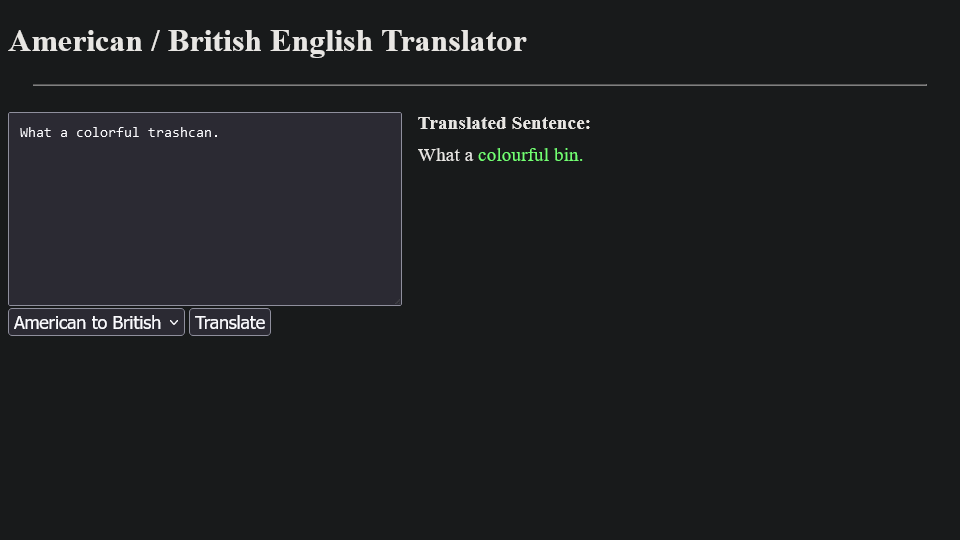 American / British English Translator
What a colorful trashcan.
Translated Sentence:
What a colourful bin.
American to British
Translate